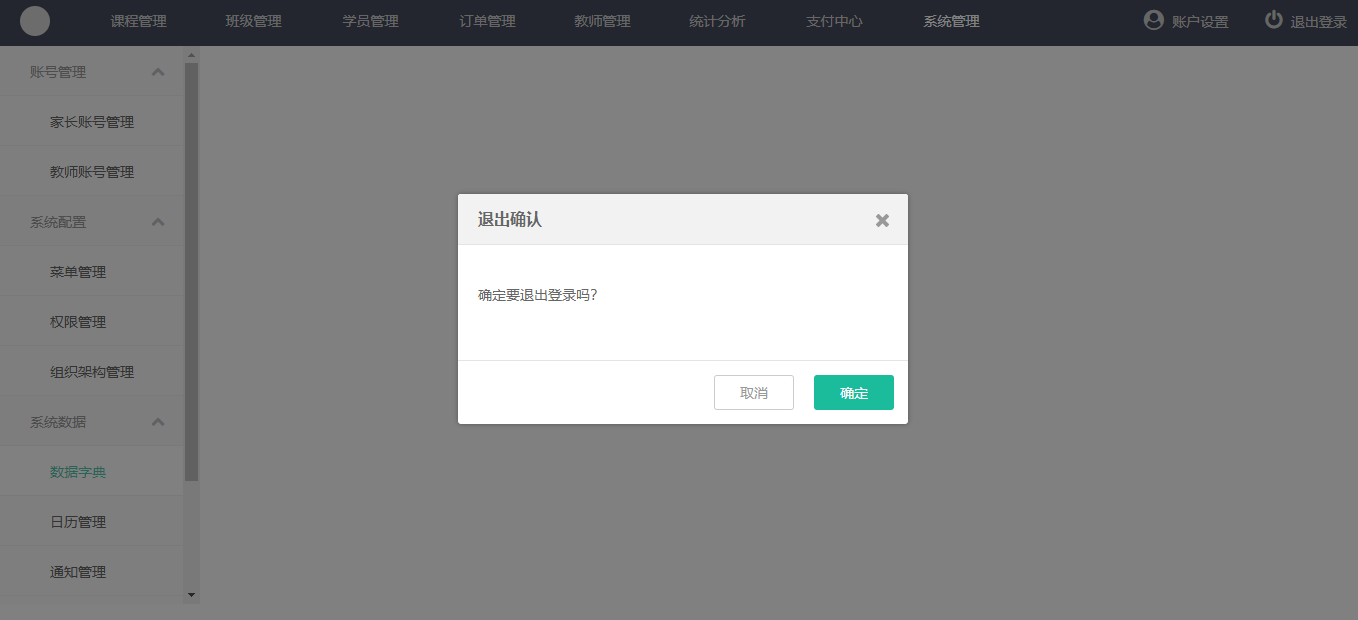 课程管理 班级管理 学员管理 订单管理 教师管理 统计分析 支付中心 系统管理 账户设置 退出登录
账号管理
家长账号管理
教师账号管理
系统配置
菜单管理
权限管理
组织架构管理
系统数据
数据字典
日历管理
通知管理
退出确认
确定要退出登录吗?
取消 确定